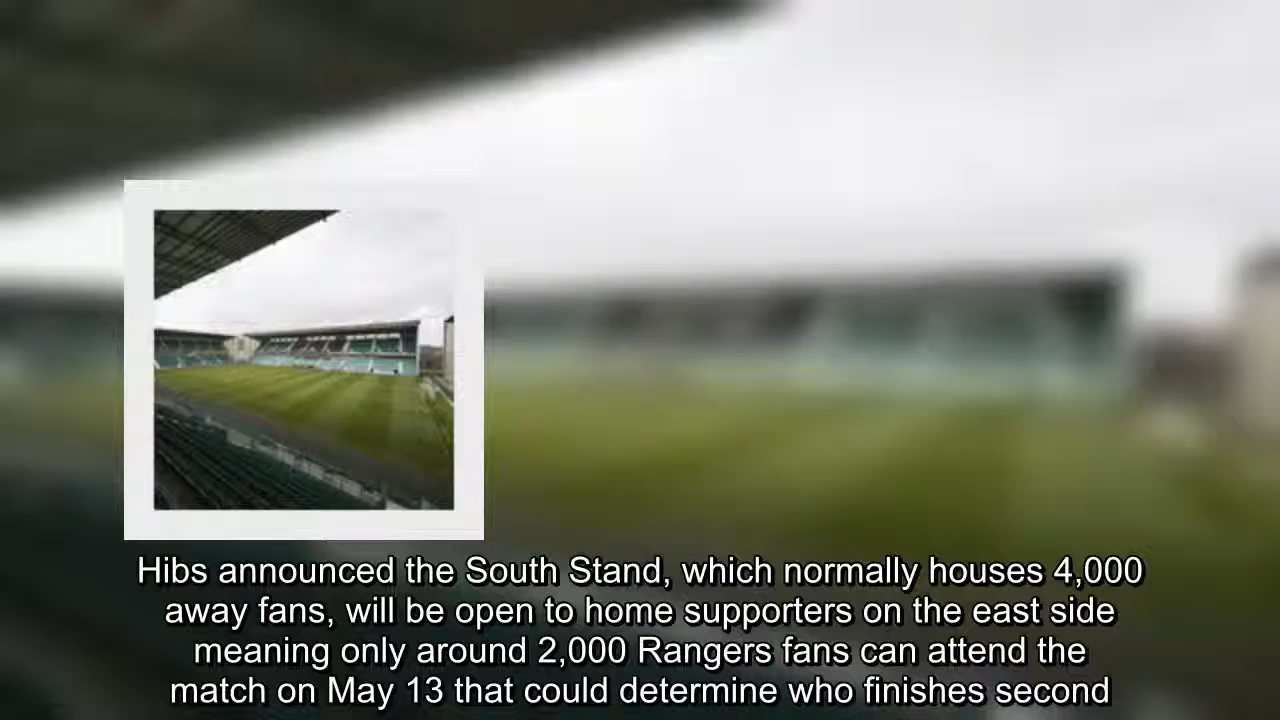 Hibs announced the South Stand, which normally houses 4,000
away fans, will be open to home supporters on the east side
meaning only around 2,000 Rangers fans can attend the
match on May 13 that could determine who finishes second